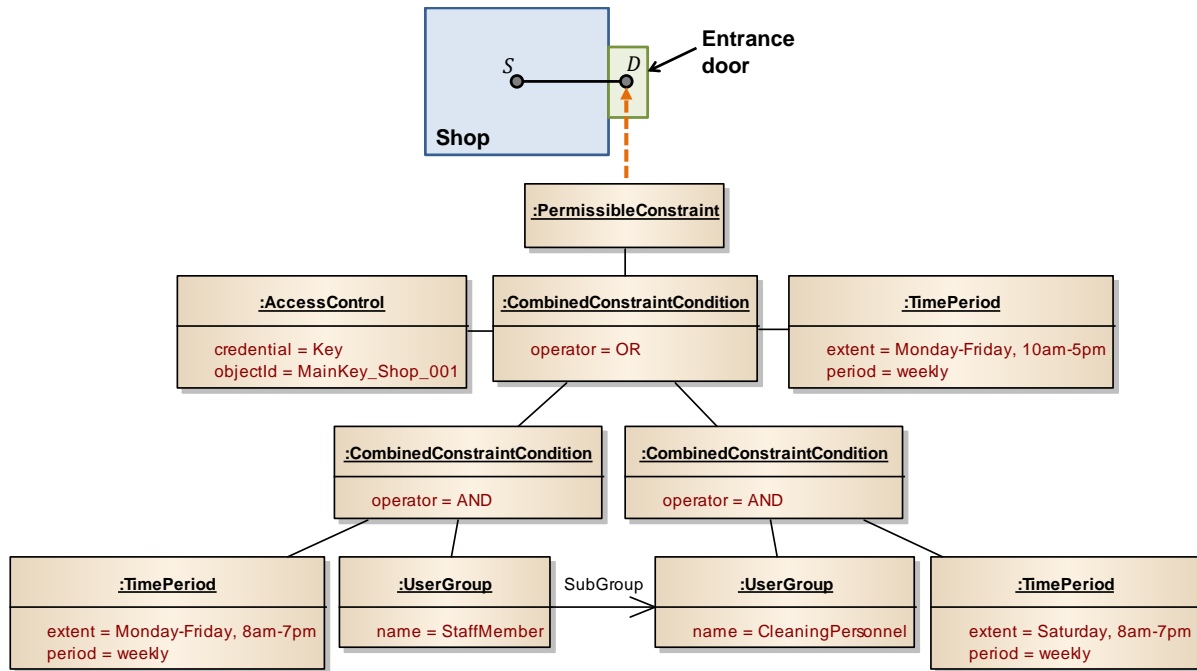 Entrance
door
S
D
Shop
:PermissibleConstraint
:AccessControl
credential = Key
objectId = MainKey_Shop_001
:CombinedConstraintCondition
operator = OR
:TimePeriod
extent = Monday-Friday, 10am-5pm
period = weekly
:CombinedConstraintCondition
operator = AND
:CombinedConstraintCondition
operator = AND
:TimePeriod
extent = Monday-Friday, 8am-7pm
period = weekly
:UserGroup
name = StaffMember
SubGroup
:UserGroup
name = CleaningPersonnel
:TimePeriod
extent = Saturday, 8am-7pm
period = weekly